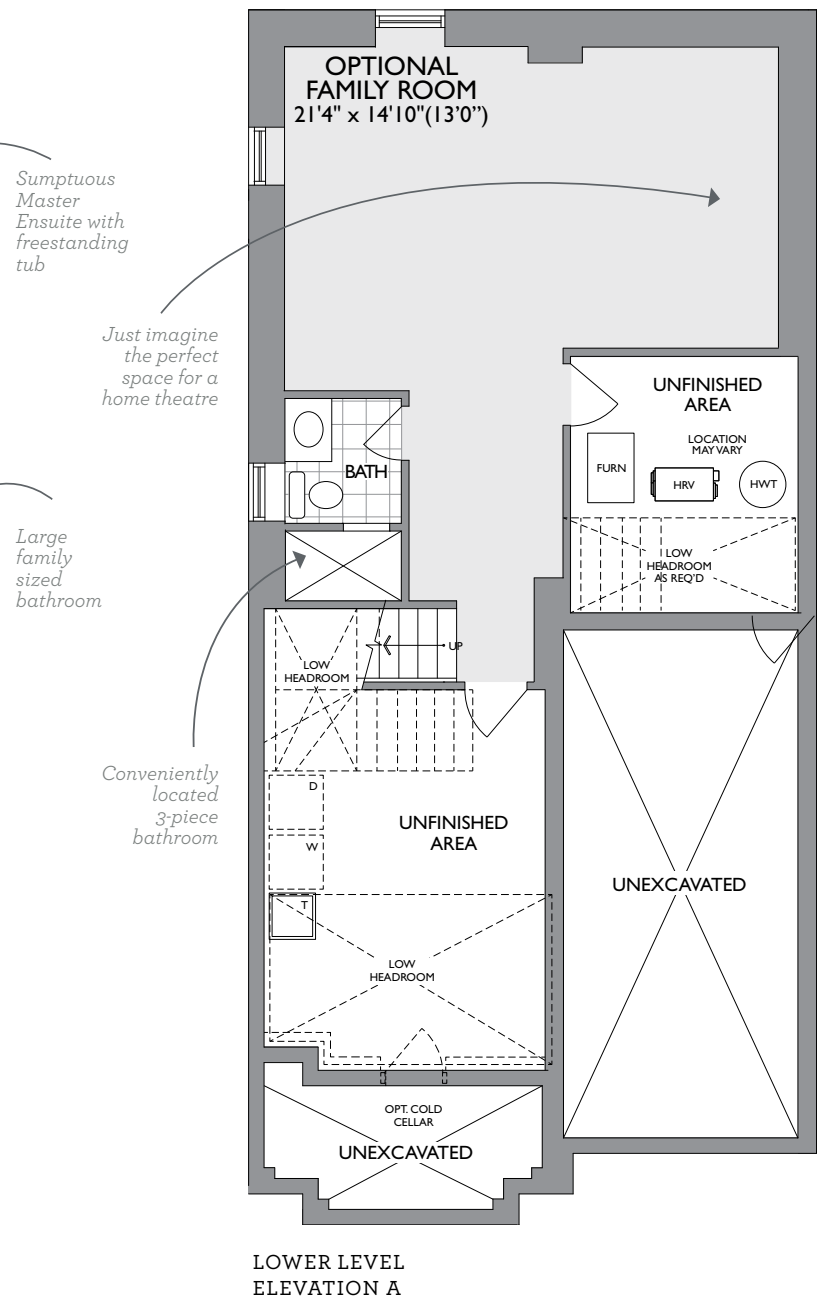 OPTIONAL
FAMILY ROOM
21'4" x 14'10"(13'0”)
Sumptuous
Master
Ensuite with
freestanding
tub
Just imagine
the perfect
space for a
home theatre
UNFINISHED
AREA
LOCATION
MAY VARY
FURN
HRV
HWT
BATH
Large
family
sized
bathroom
LOW
HEADROOM
AS REQ'D
UP
LOW
HEADROOM
Conveniently
located
3-piece
bathroom
D
W
T
UNFINISHED
AREA
UNEXCAVATED
LOW
HEADROOM
OPT. COLD
CELLAR
UNEXCAVATED
LOWER LEVEL
ELEVATION A